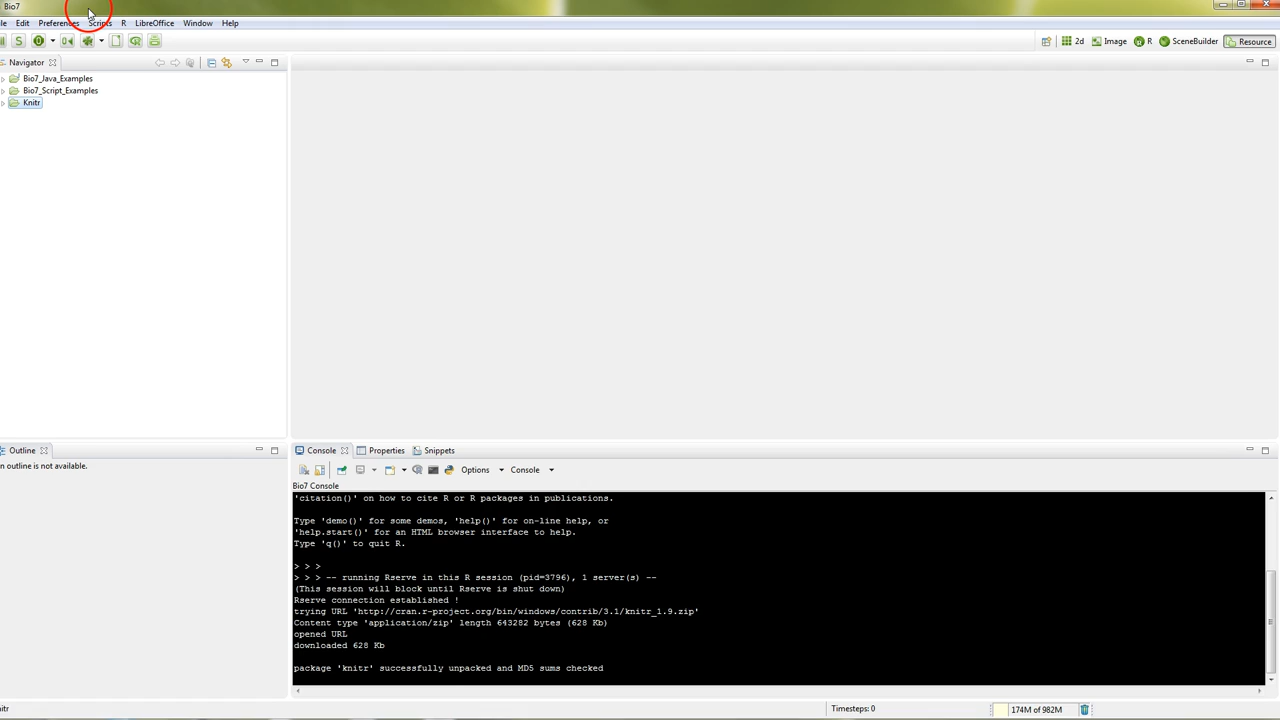 Bio7
le Edit Preferences Scripts R LibreOffice Window Help
S 2d Image R SceneBuilder Resource
Navigator
Bio7_Java_Examples
Bio7_Script_Examples
Knitr
Outline
n outline is not available.
Console Properties Snippets
Options Console
Bio7 Console
'citation()' on how to cite R or R packages in publications.
Type 'demo()' for some demos, 'help()' for on-line help, or
'help.start()' for an HTML browser interface to help.
Type 'q()' to quit R.
> > >
> > > -- running Rserve in this R session (pid=3796), 1 server(s) --
(This session will block until Rserve is shut down)
Rserve connection established !
trying URL 'http://cran.r-project.org/bin/windows/contrib/3.1/knitr_1.9.zip'
Content type 'application/zip' length 643282 bytes (628 Kb)
opened URL
downloaded 628 Kb
package 'knitr' successfully unpacked and MD5 sums checked
nitr Timesteps: 0 174M of 982M